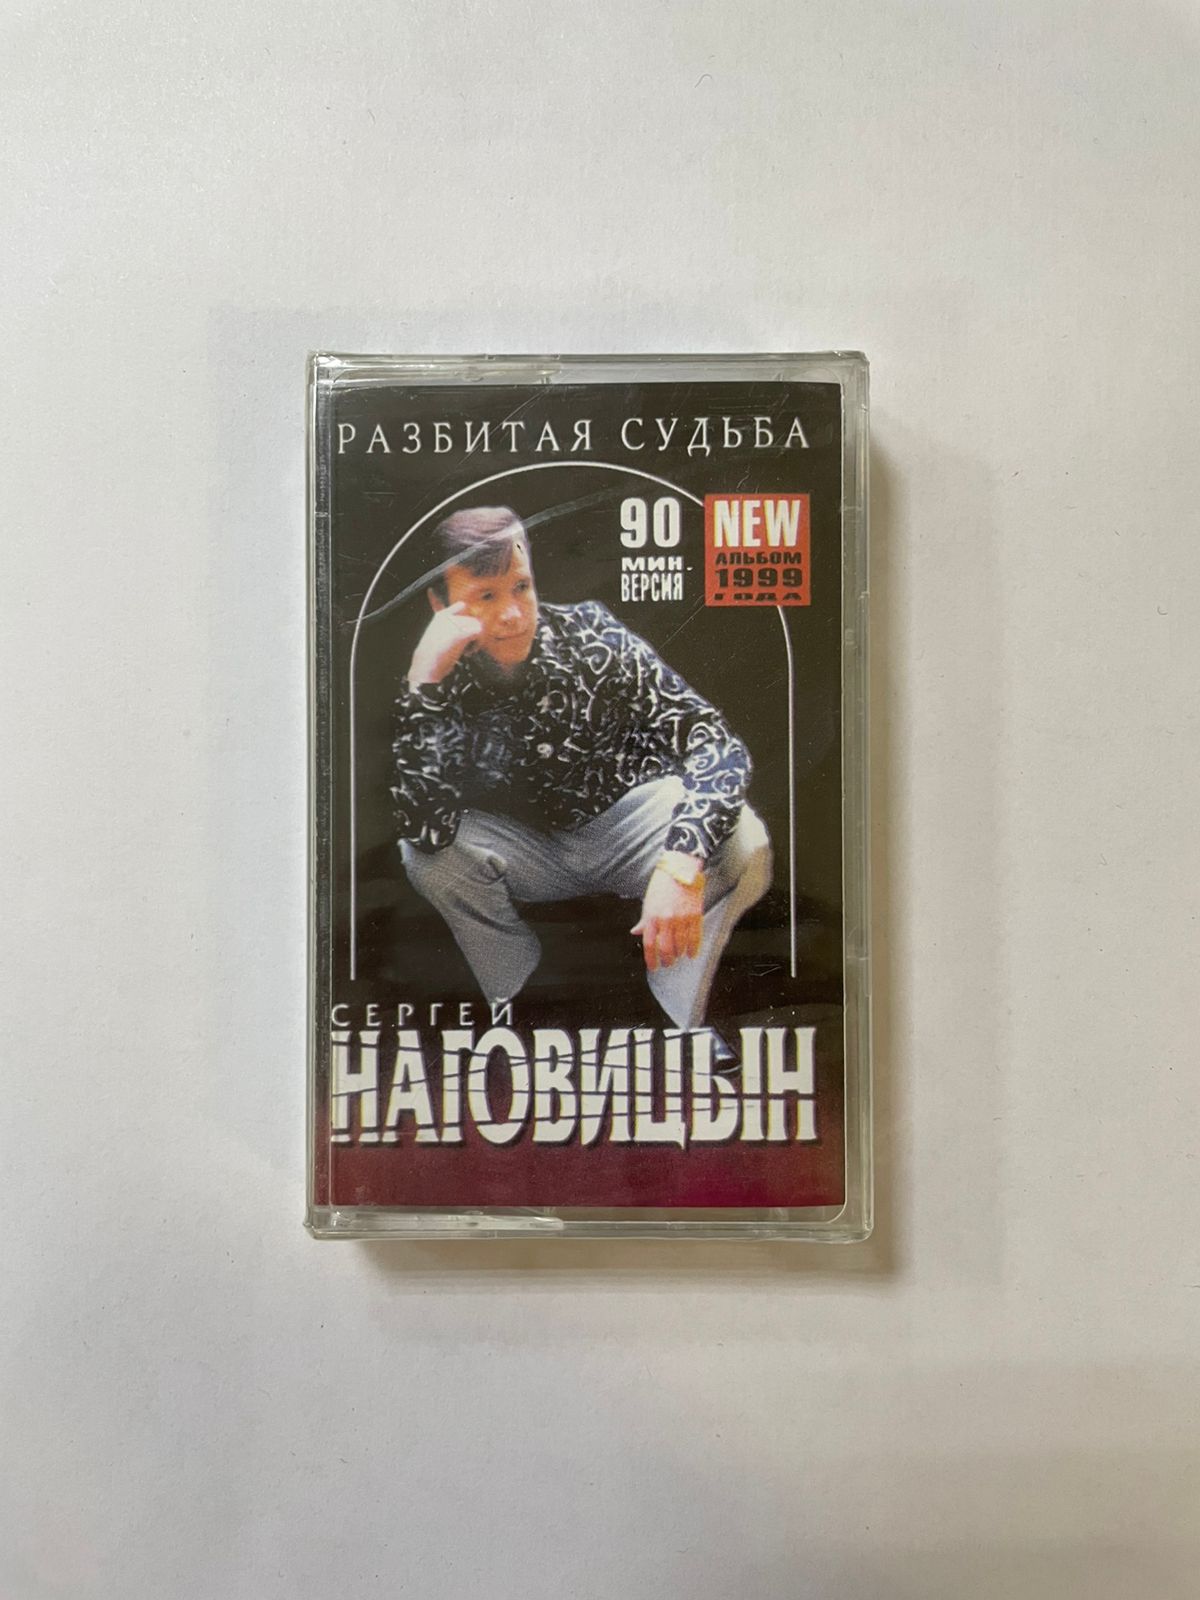 РАЗБИТАЯ СУДЬБА
90
МИН.
ВЕРСИЯ
NEW
АЛЬБОМ
1999
ГОДА
СЕРГЕЙ
НАГОВИЦЫН